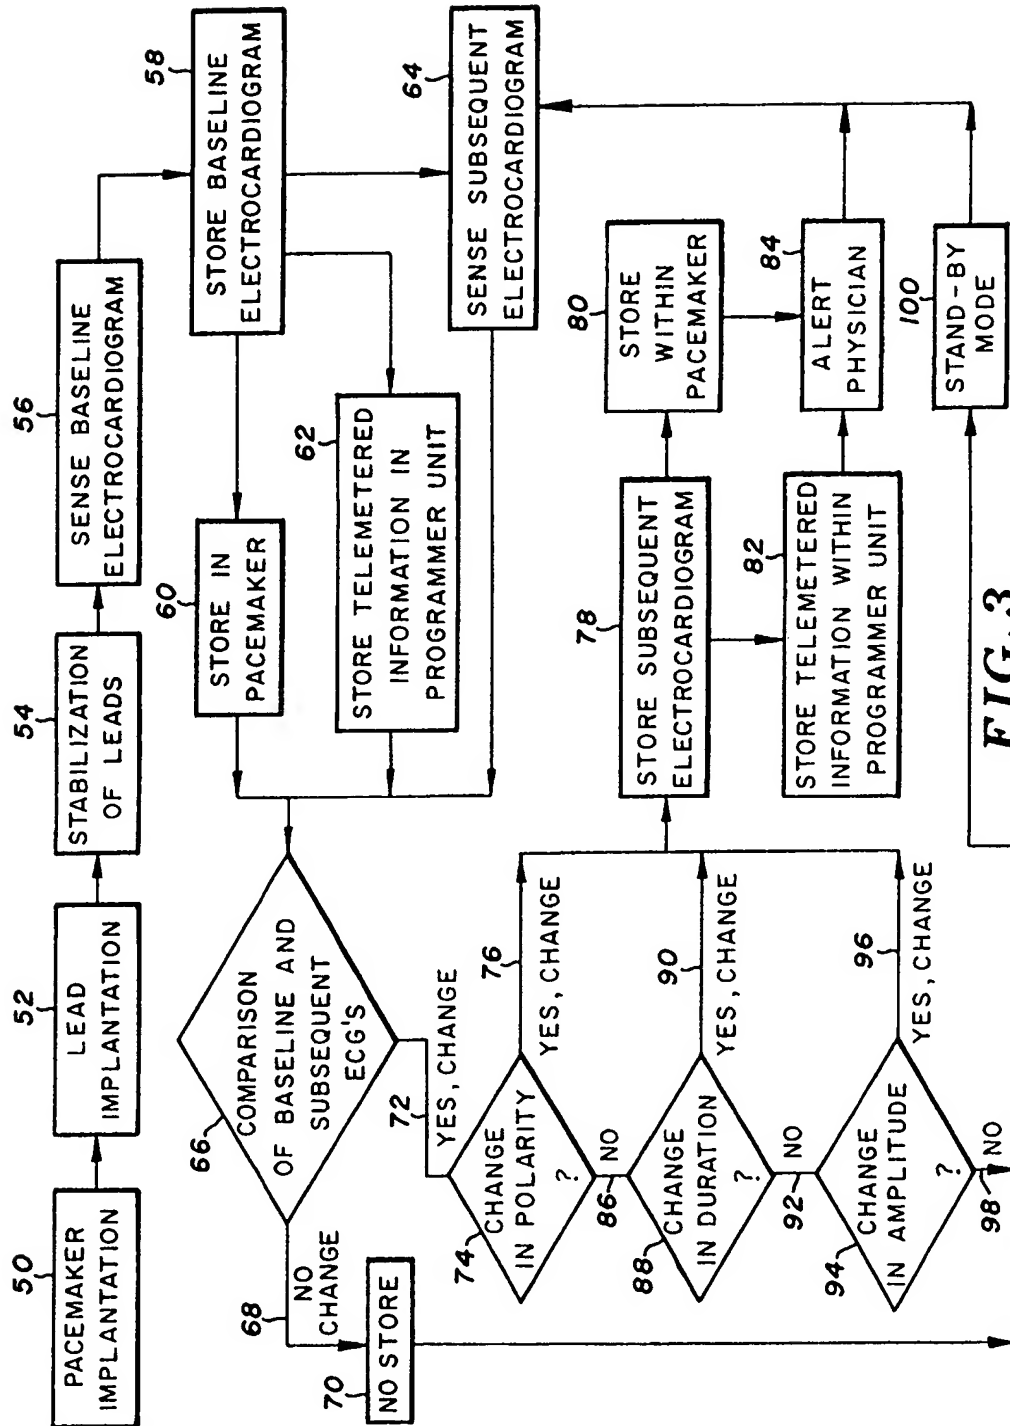 50
PACEMAKER
IMPLANTATION
52
LEAD
IMPLANTATION
54
STABILIZATION
OF LEADS
56
SENSE BASELINE
ELECTROCARDIOGRAM
58
STORE BASELINE
ELECTROCARDIOGRAM
60
STORE IN
PACEMAKER
62
STORE TELEMETERED
INFORMATION IN
PROGRAMMER UNIT
64
SENSE SUBSEQUENT
ELECTROCARDIOGRAM
66
COMPARISON
OF BASELINE AND
SUBSEQUENT
ECG'S
68
NO
CHANGE
70
NO STORE
72
YES, CHANGE
74
CHANGE
IN POLARITY
?
76
YES, CHANGE
78
STORE SUBSEQUENT
ELECTROCARDIOGRAM
80
STORE
WITHIN
PACEMAKER
82
STORE TELEMETERED
INFORMATION WITHIN
PROGRAMMER UNIT
84
ALERT
PHYSICIAN
86
NO
88
CHANGE
IN DURATION
?
90
YES, CHANGE
92
NO
94
CHANGE
IN AMPLITUDE
?
96
YES, CHANGE
98
NO
100
STAND-BY
MODE
FIG.3